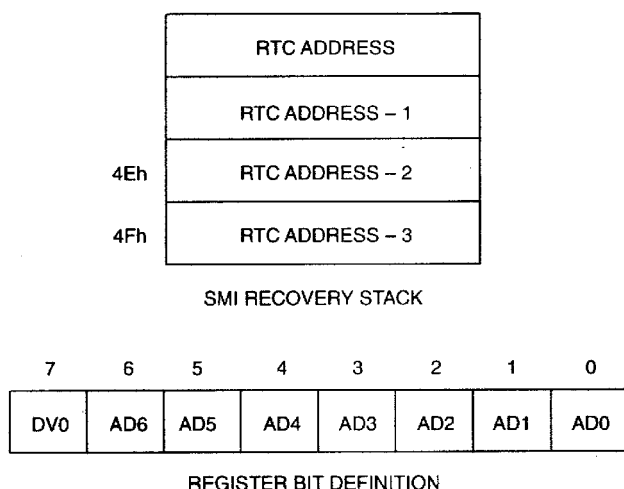 RTC ADDRESS
RTC ADDRESS – 1
4Eh RTC ADDRESS – 2
4Fh RTC ADDRESS – 3
SMI RECOVERY STACK
7 6 5 4 3 2 1 0
DV0 AD6 AD5 AD4 AD3 AD2 AD1 AD0
REGISTER BIT DEFINITION